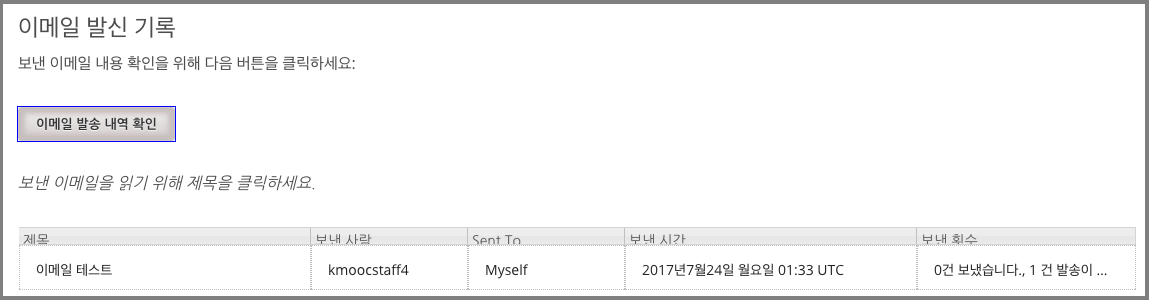 이메일 발신 기록
보낸 이메일 내용 확인을 위해 다음 버튼을 클릭하세요:
이메일 발송 내역 확인
보낸 이메일을 읽기 위해 제목을 클릭하세요.
제목 보낸 사람 Sent To 보낸 시간 보낸 횟수
이메일 테스트 kmoocstaff4 Myself 2017년7월24일 월요일 01:33 UTC 0건 보냈습니다., 1 건 발송이 ...